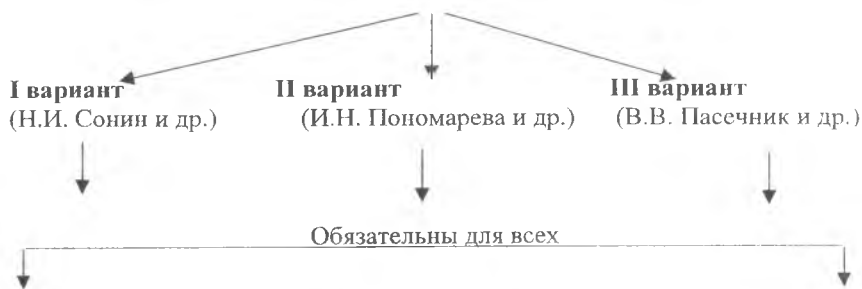 I вариант II вариант III вариант
(Н.И. Сонин и др.) (И.Н. Пономарева и др.) (В.В. Пасечник и др.)
Обязательны для всех